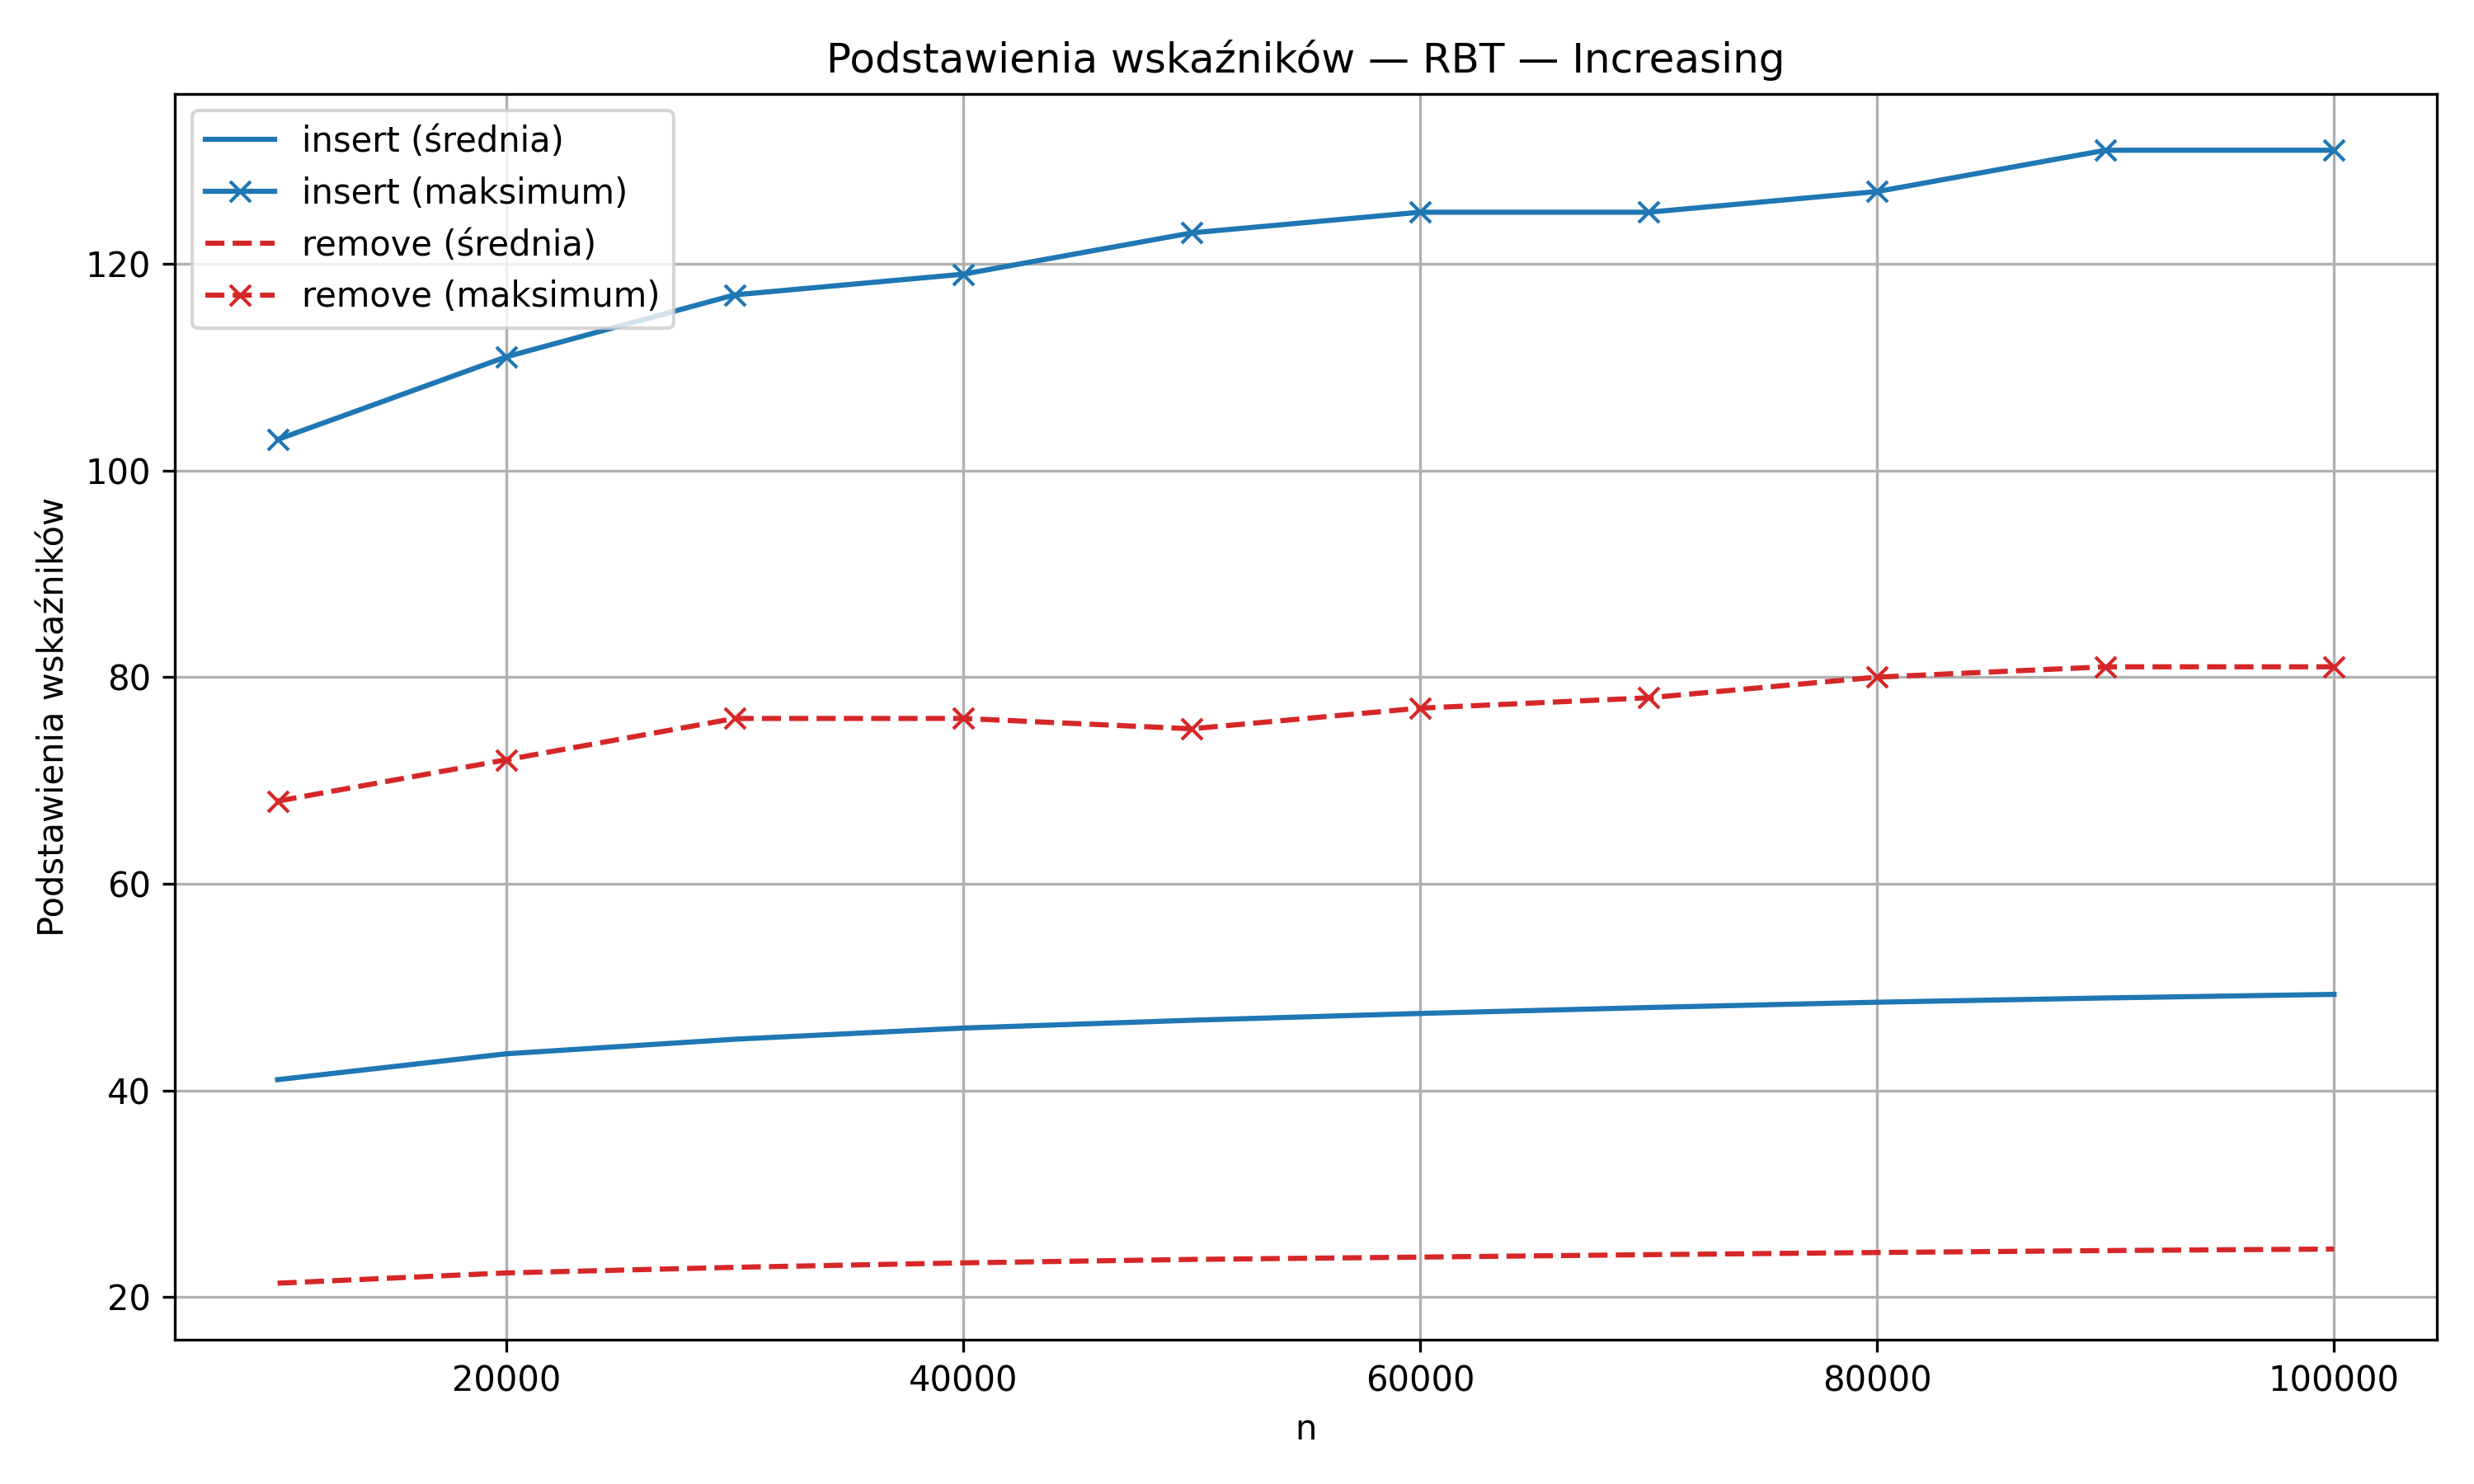 Podstawienia wskaźników — RBT — Increasing
insert (średnia)
insert (maksimum)
remove (średnia)
remove (maksimum)
Podstawienia wskaźników
120
100
80
60
40
20
20000
40000
60000
80000
100000
n